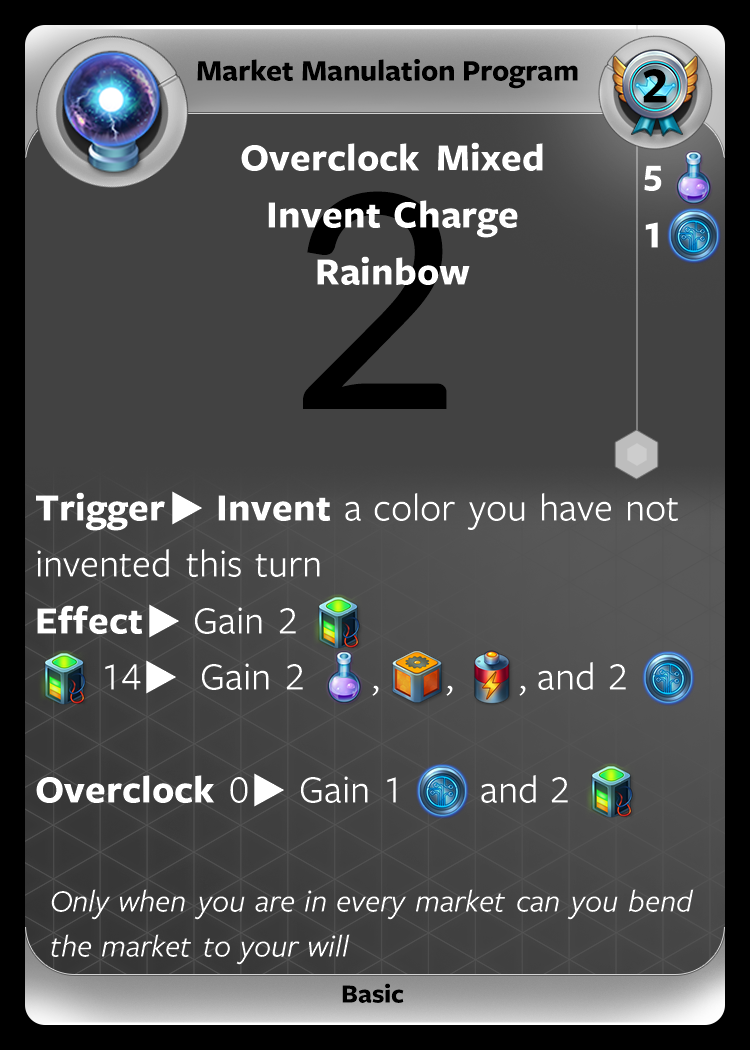 Market Manulation Program
2
Overclock Mixed
5
Invent Charge
1
Rainbow
2
Trigger▶ Invent a color you have not
invented this turn
Effect▶ Gain 2
14▶ Gain 2 , , , and 2
Overclock 0▶ Gain 1 and 2
Only when you are in every market can you bend
the market to your will
Basic